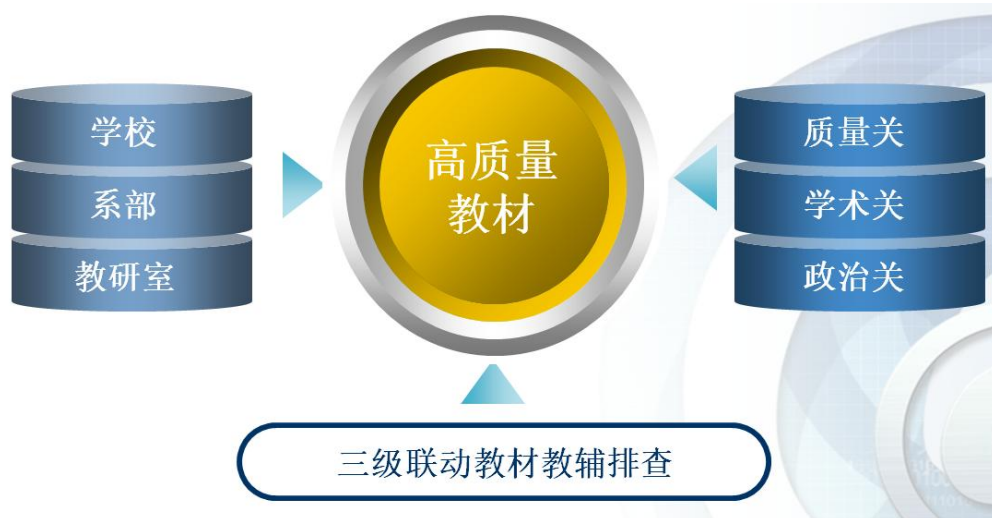 学校
系部
教研室
高质量
教材
质量关
学术关
政治关
三级联动教材教辅排查